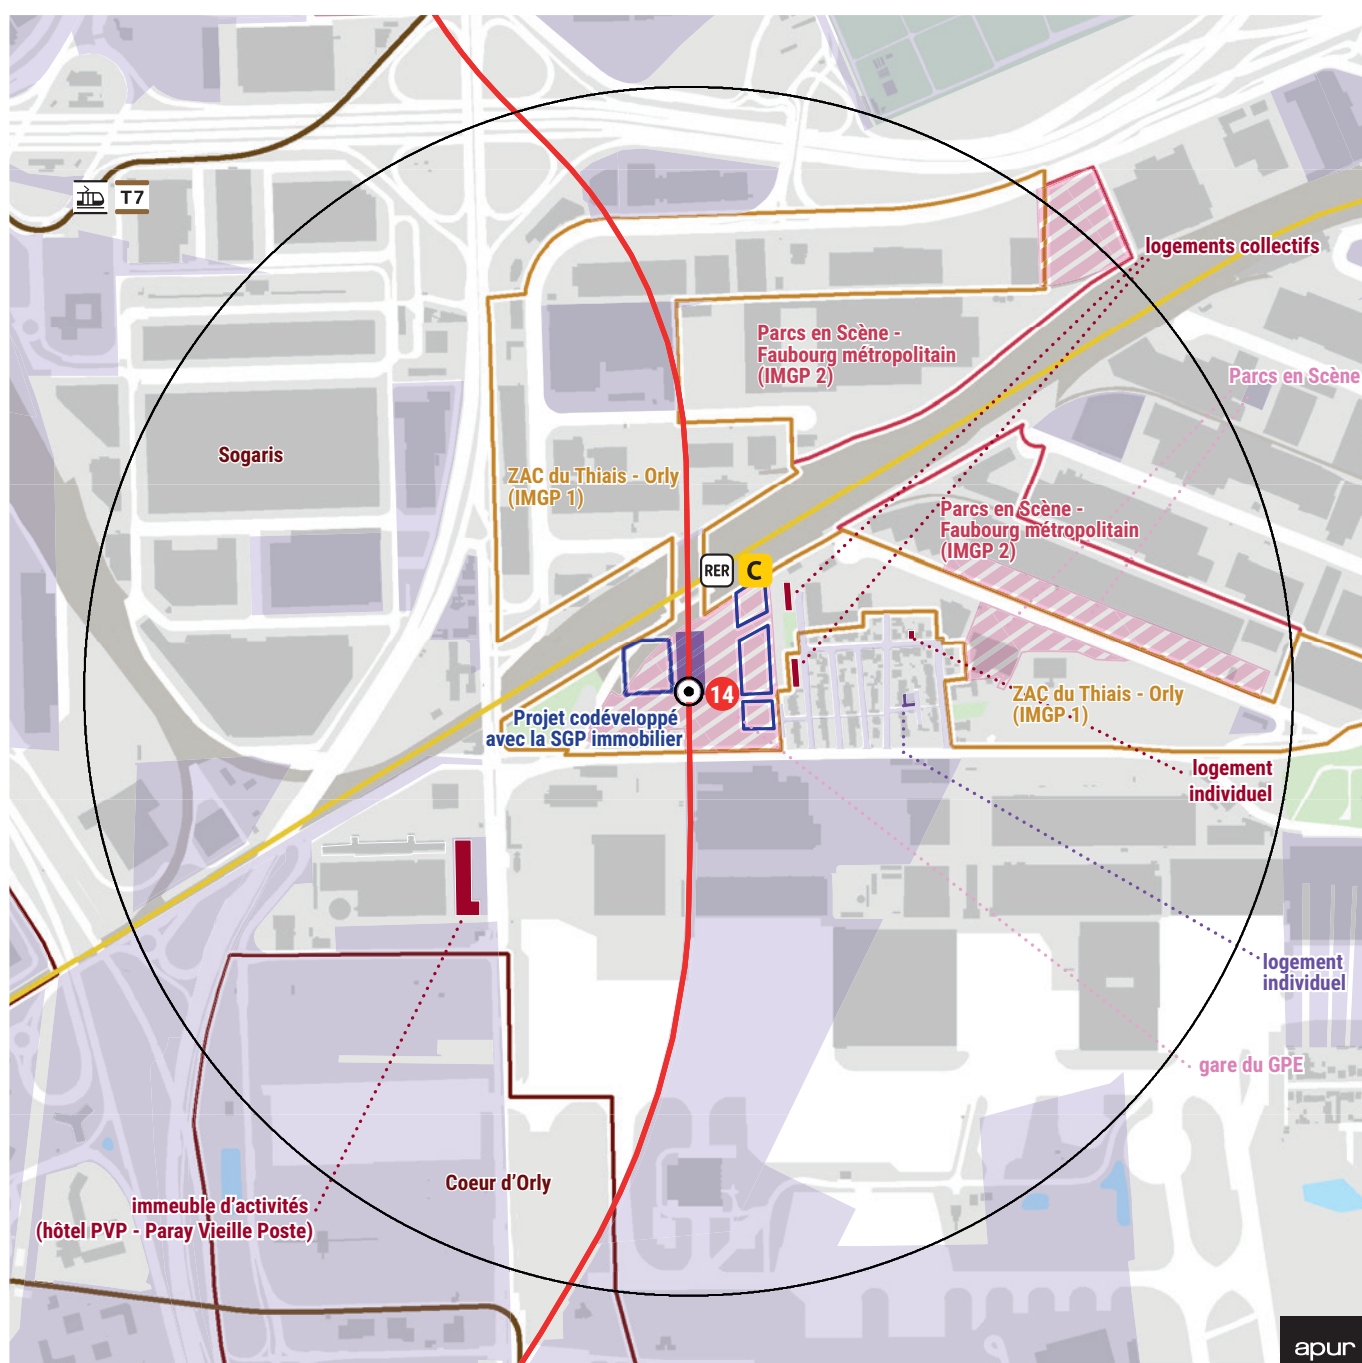 T7
logements collectifs
Parcs en Scène -
Faubourg métropolitain
(IMGP 2)
Parcs en Scène
Sogaris
ZAC du Thiais - Orly
(IMGP 1)
Parcs en Scène -
Faubourg métropolitain
(IMGP 2)
RER C
14
ZAC du Thiais - Orly
(IMGP 1)
Projet codéveloppé
avec la SGP immobilier
logement
individuel
logement
individuel
gare du GPE
Coeur d’Orly
immeuble d’activités
(hôtel PVP - Paray Vieille Poste)
apur